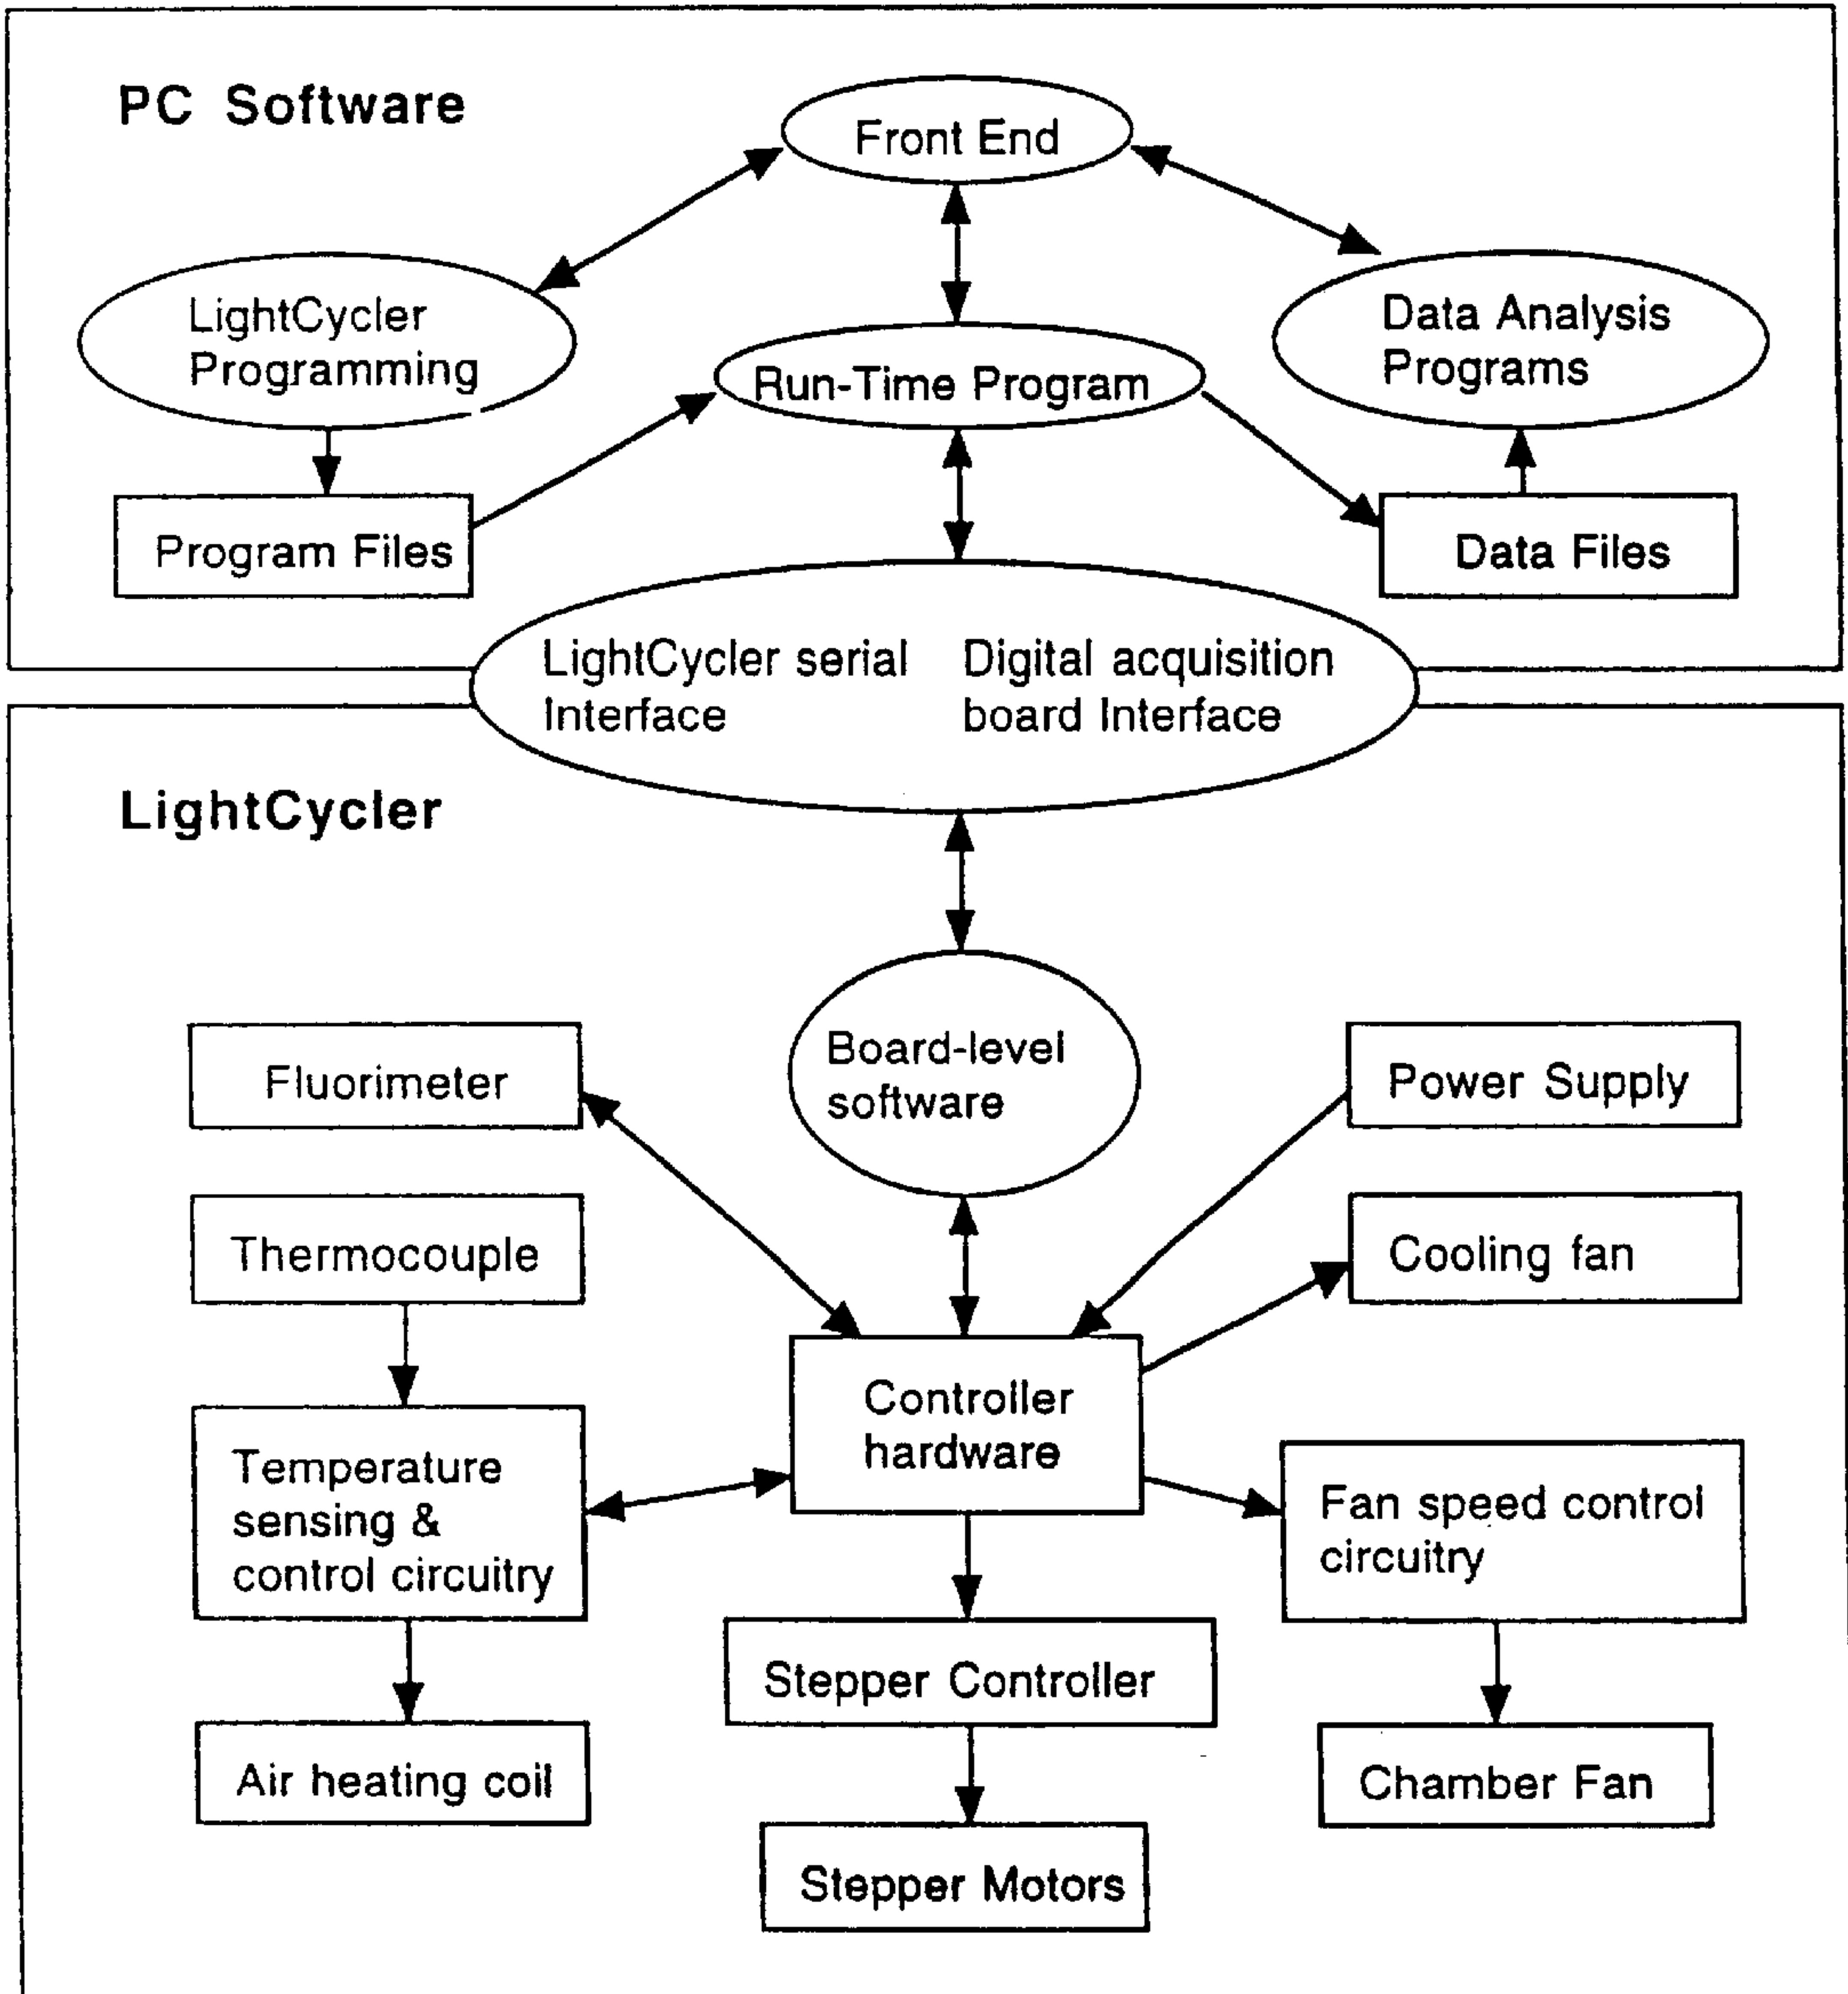 PC Software
Front End
LightCycler
Programming
Run-Time Program
Data Analysis
Programs
Program Files
Data Files
LightCycler serial
Interface
Digital acquisition
board Interface
LightCycler
Board-level
software
Fluorimeter
Power Supply
Thermocouple
Cooling fan
Controller
hardware
Temperature
sensing &
control circuitry
Fan speed control
circuitry
Stepper Controller
Air heating coil
Chamber Fan
Stepper Motors